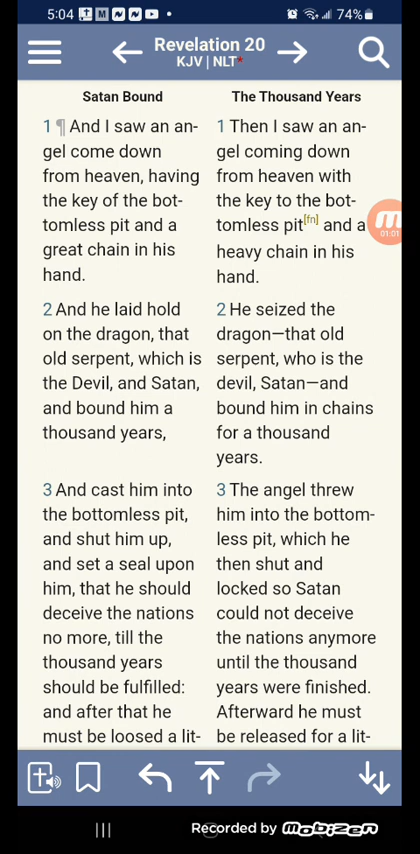 5:04 M 74%
Revelation 20
KJV | NLT*
Satan Bound
1 ¶ And I saw an an-
gel come down
from heaven, having
the key of the bot-
tomless pit and a
great chain in his
hand.
2 And he laid hold
on the dragon, that
old serpent, which is
the Devil, and Satan,
and bound him a
thousand years,
3 And cast him into
the bottomless pit,
and shut him up,
and set a seal upon
him, that he should
deceive the nations
no more, till the
thousand years
should be fulfilled:
and after that he
must be loosed a lit-
The Thousand Years
1 Then I saw an an-
gel coming down
from heaven with
the key to the bot-
tomless pit[fn] and a
heavy chain in his
hand.
2 He seized the
dragon—that old
serpent, who is the
devil, Satan—and
bound him in chains
for a thousand
years.
3 The angel threw
him into the bottom-
less pit, which he
then shut and
locked so Satan
could not deceive
the nations anymore
until the thousand
years were finished.
Afterward he must
be released for a lit-
m
01:01
Recorded by mobizen